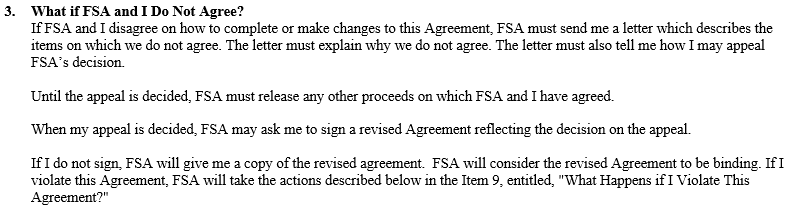 3. What if FSA and I Do Not Agree?
If FSA and I disagree on how to complete or make changes to this Agreement, FSA must send me a letter which describes the
items on which we do not agree. The letter must explain why we do not agree. The letter must also tell me how I may appeal
FSA's decision.
Until the appeal is decided, FSA must release any other proceeds on which FSA and I have agreed.
When my appeal is decided, FSA may ask me to sign a revised Agreement reflecting the decision on the appeal.
If I do not sign, FSA will give me a copy of the revised agreement.  FSA will consider the revised Agreement to be binding. If I
violate this Agreement, FSA will take the actions described below in the Item 9, entitled, "What Happens if I Violate This
Agreement?"